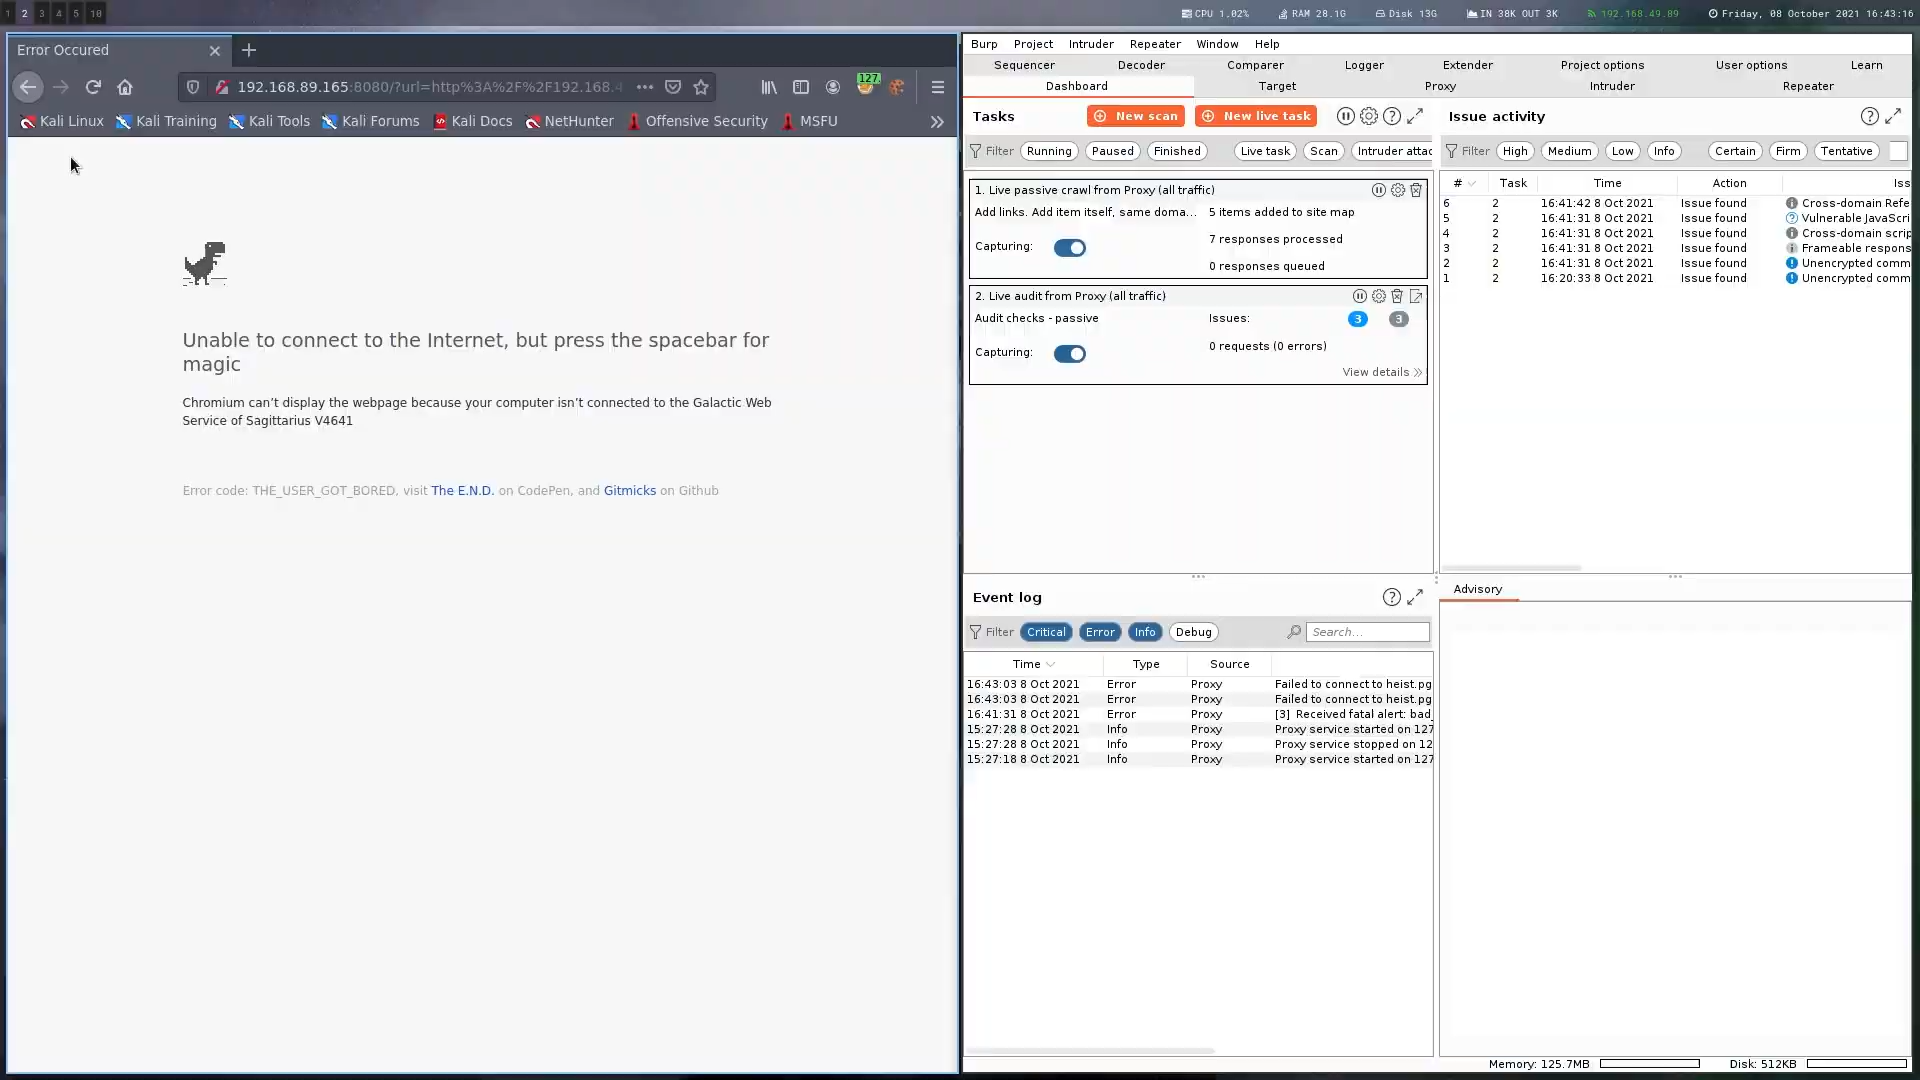 1 2 3 4 5 10
CPU 1.02% RAM 28.1G Disk 13G IN 38K OUT 3K 192.168.49.89 Friday, 08 October 2021 16:43:16
Error Occured
192.168.89.165:8080/?url=http%3A%2F%2F192.168.4
127.
Kali Linux Kali Training Kali Tools Kali Forums Kali Docs NetHunter Offensive Security MSFU
Unable to connect to the Internet, but press the spacebar for
magic
Chromium can’t display the webpage because your computer isn’t connected to the Galactic Web
Service of Sagittarius V4641
Error code: THE_USER_GOT_BORED, visit The E.N.D. on CodePen, and Gitmicks on Github
Burp Project Intruder Repeater Window Help
Sequencer Decoder Comparer Logger Extender Project options User options Learn
Dashboard Target Proxy Intruder Repeater
Tasks New scan New live task
Filter Running Paused Finished Live task Scan Intruder attac
1. Live passive crawl from Proxy (all traffic)
Add links. Add item itself, same doma... 5 items added to site map
Capturing: 7 responses processed
0 responses queued
2. Live audit from Proxy (all traffic)
Audit checks - passive Issues: 3 3
Capturing: 0 requests (0 errors)
View details
Issue activity
Filter High Medium Low Info Certain Firm Tentative
# Task Time Action Iss
6 2 16:41:42 8 Oct 2021 Issue found Cross-domain Refe
5 2 16:41:31 8 Oct 2021 Issue found Vulnerable JavaScri
4 2 16:41:31 8 Oct 2021 Issue found Cross-domain scrip
3 2 16:41:31 8 Oct 2021 Issue found Frameable respons
2 2 16:41:31 8 Oct 2021 Issue found Unencrypted comm
1 2 16:20:33 8 Oct 2021 Issue found Unencrypted comm
Event log
Filter Critical Error Info Debug Search...
Time Type Source
16:43:03 8 Oct 2021 Error Proxy Failed to connect to heist.pg
16:43:03 8 Oct 2021 Error Proxy Failed to connect to heist.pg
16:41:31 8 Oct 2021 Error Proxy [3] Received fatal alert: bad_
15:27:28 8 Oct 2021 Info Proxy Proxy service started on 127
15:27:28 8 Oct 2021 Info Proxy Proxy service stopped on 12
15:27:18 8 Oct 2021 Info Proxy Proxy service started on 127
Advisory
Memory: 125.7MB Disk: 512KB